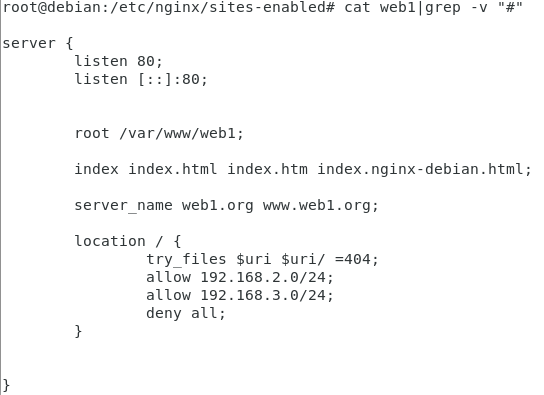 root@debian:/etc/nginx/sites-enabled# cat web1|grep -v "#"
server {
listen 80;
listen [::]:80;
root /var/www/web1;
index index.html index.htm index.nginx-debian.html;
server_name web1.org www.web1.org;
location / {
try_files $uri $uri/ =404;
allow 192.168.2.0/24;
allow 192.168.3.0/24;
deny all;
}
}